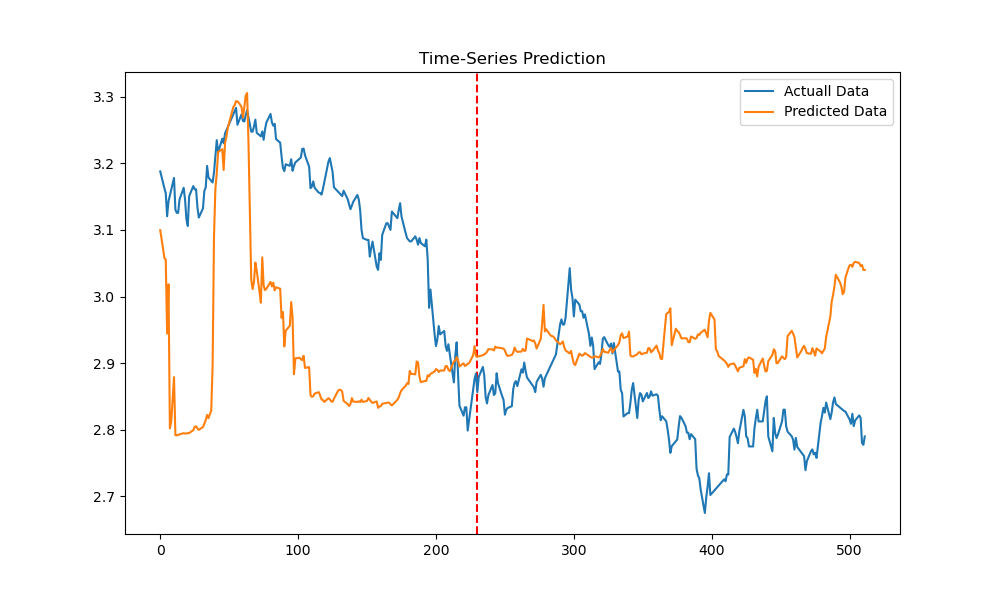 Time-Series Prediction
Actuall Data
Predicted Data
3.3
3.2
3.1
3.0
2.9
2.8
2.7
0 100 200 300 400 500